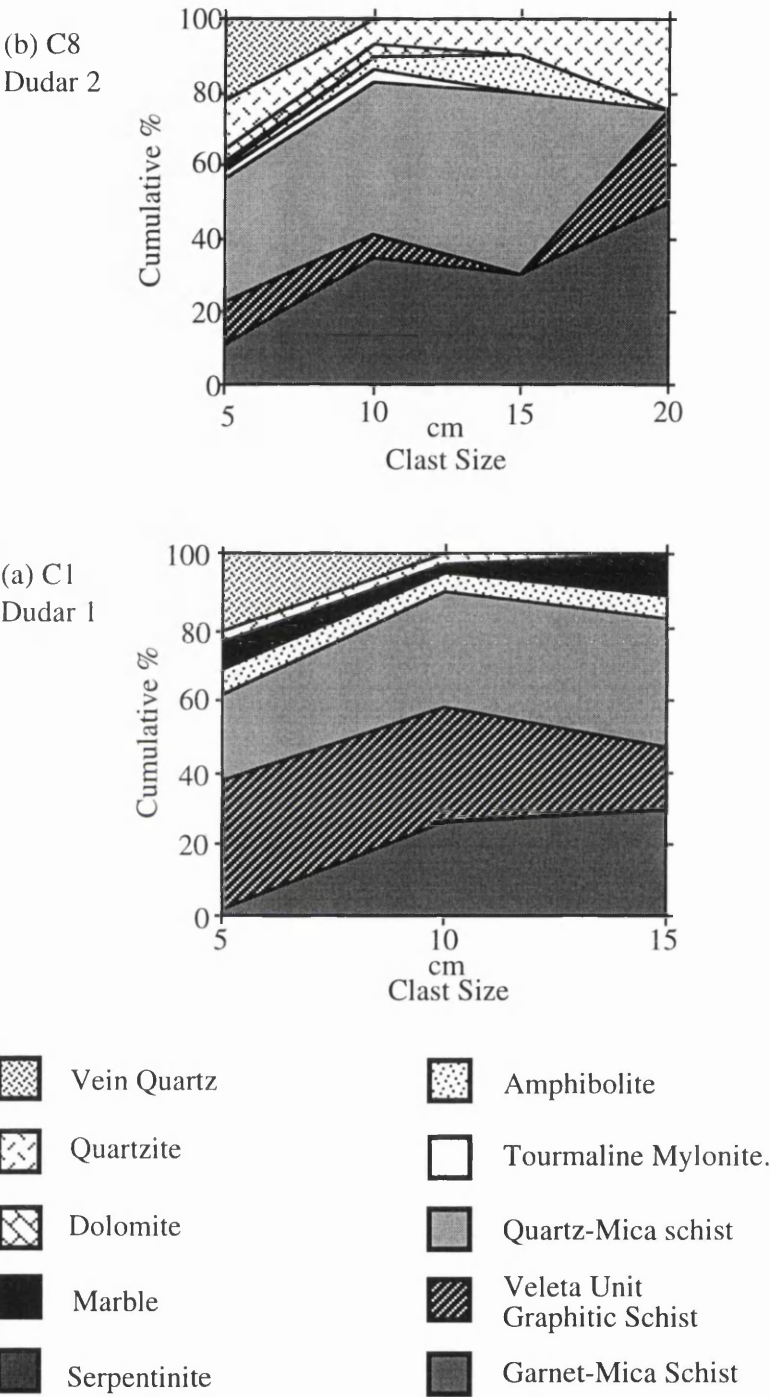 (b) C8
Dudar 2
Cumulative %
100
80
60
40
20
0
5
10
15
20
cm
Clast Size
(a) C1
Dudar 1
Cumulative %
100
80
60
40
20
0
5
10
15
cm
Clast Size
Vein Quartz
Quartzite
Dolomite
Marble
Serpentinite
Amphibolite
Tourmaline Mylonite.
Quartz-Mica schist
Veleta Unit
Graphitic Schist
Garnet-Mica Schist